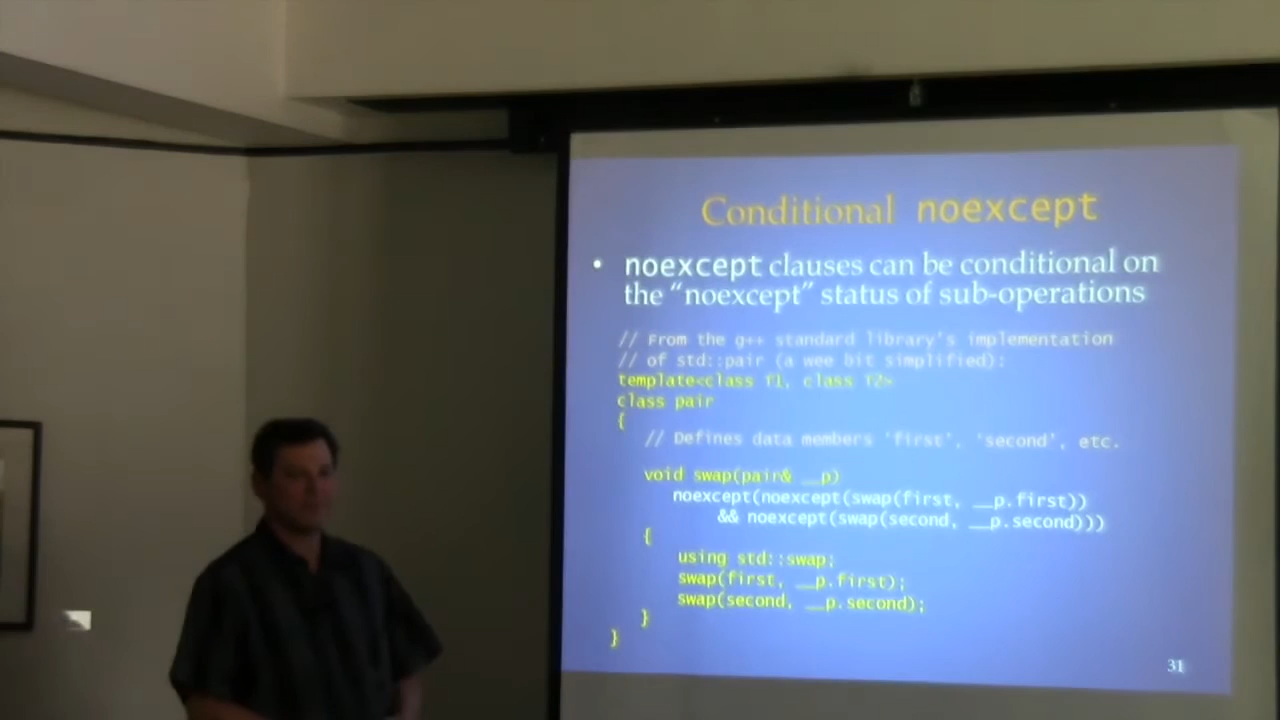 Conditional noexcept
• noexcept clauses can be conditional on
the “noexcept” status of sub-operations
// From the g++ standard library's implementation
// of std::pair (a wee bit simplified):
template<class T1, class T2>
class pair
{
// Defines data members 'first', 'second', etc.
void swap(pair& __p)
noexcept(noexcept(swap(first, __p.first))
&& noexcept(swap(second, __p.second)))
{
using std::swap;
swap(first, __p.first);
swap(second, __p.second);
}
}
31